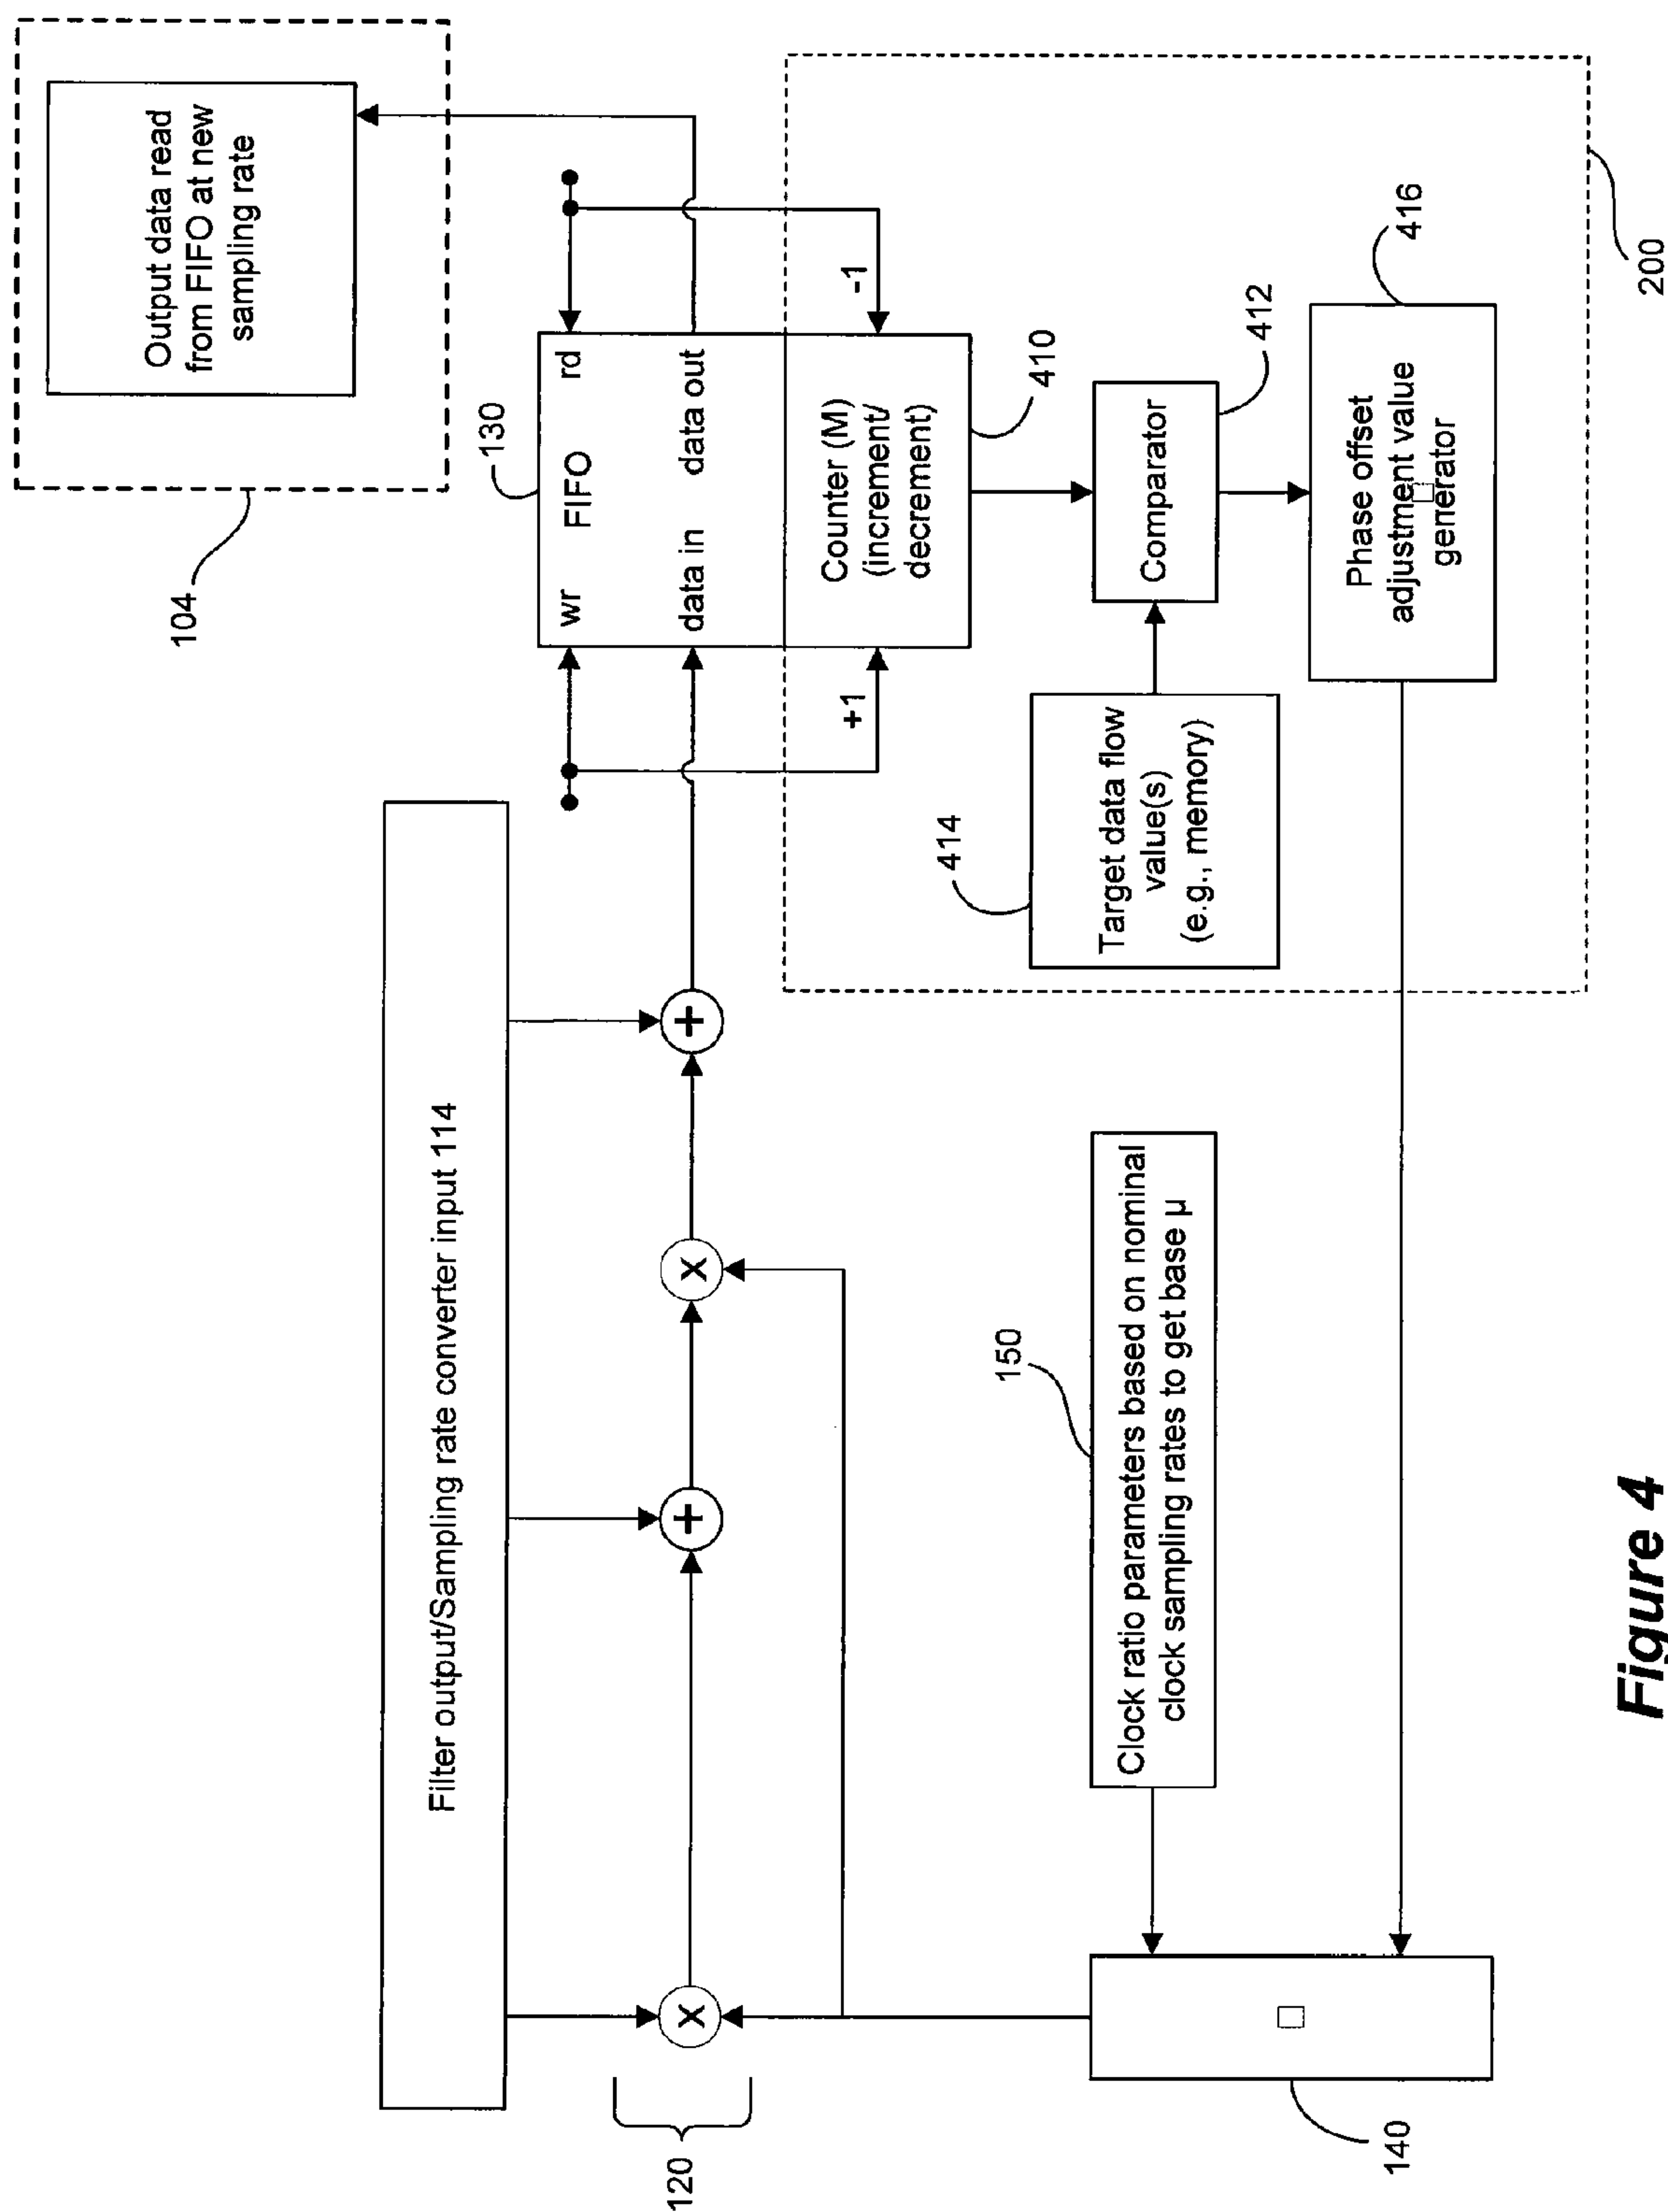 Filter output/Sampling rate converter input 114
120
x
+
x
+
104
Output data read
from FIFO at new
sampling rate
130
wr FIFO rd
data in data out
+1
-1
Counter (M)
(increment/
decrement)
410
414
Target data flow
value(s)
(e.g., memory)
Comparator
412
Phase offset
adjustment value
generator
416
200
150
Clock ratio parameters based on nominal
clock sampling rates to get base µ
140
Figure 4